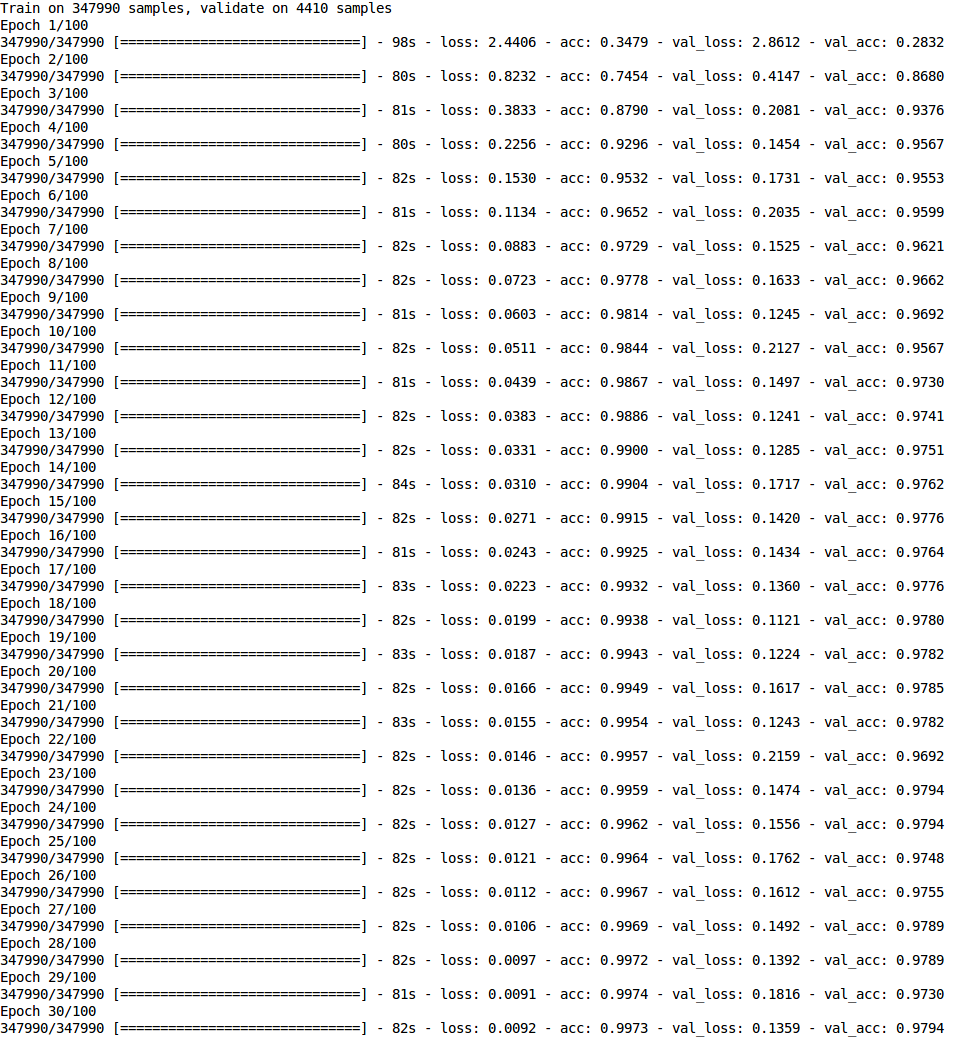 Train on 347990 samples, validate on 4410 samples
Epoch 1/100
347990/347990 [==============================] - 98s - loss: 2.4406 - acc: 0.3479 - val_loss: 2.8612 - val_acc: 0.2832
Epoch 2/100
347990/347990 [==============================] - 80s - loss: 0.8232 - acc: 0.7454 - val_loss: 0.4147 - val_acc: 0.8680
Epoch 3/100
347990/347990 [==============================] - 81s - loss: 0.3833 - acc: 0.8790 - val_loss: 0.2081 - val_acc: 0.9376
Epoch 4/100
347990/347990 [==============================] - 80s - loss: 0.2256 - acc: 0.9296 - val_loss: 0.1454 - val_acc: 0.9567
Epoch 5/100
347990/347990 [==============================] - 82s - loss: 0.1530 - acc: 0.9532 - val_loss: 0.1731 - val_acc: 0.9553
Epoch 6/100
347990/347990 [==============================] - 81s - loss: 0.1134 - acc: 0.9652 - val_loss: 0.2035 - val_acc: 0.9599
Epoch 7/100
347990/347990 [==============================] - 82s - loss: 0.0883 - acc: 0.9729 - val_loss: 0.1525 - val_acc: 0.9621
Epoch 8/100
347990/347990 [==============================] - 82s - loss: 0.0723 - acc: 0.9778 - val_loss: 0.1633 - val_acc: 0.9662
Epoch 9/100
347990/347990 [==============================] - 81s - loss: 0.0603 - acc: 0.9814 - val_loss: 0.1245 - val_acc: 0.9692
Epoch 10/100
347990/347990 [==============================] - 82s - loss: 0.0511 - acc: 0.9844 - val_loss: 0.2127 - val_acc: 0.9567
Epoch 11/100
347990/347990 [==============================] - 81s - loss: 0.0439 - acc: 0.9867 - val_loss: 0.1497 - val_acc: 0.9730
Epoch 12/100
347990/347990 [==============================] - 82s - loss: 0.0383 - acc: 0.9886 - val_loss: 0.1241 - val_acc: 0.9741
Epoch 13/100
347990/347990 [==============================] - 82s - loss: 0.0331 - acc: 0.9900 - val_loss: 0.1285 - val_acc: 0.9751
Epoch 14/100
347990/347990 [==============================] - 84s - loss: 0.0310 - acc: 0.9904 - val_loss: 0.1717 - val_acc: 0.9762
Epoch 15/100
347990/347990 [==============================] - 82s - loss: 0.0271 - acc: 0.9915 - val_loss: 0.1420 - val_acc: 0.9776
Epoch 16/100
347990/347990 [==============================] - 81s - loss: 0.0243 - acc: 0.9925 - val_loss: 0.1434 - val_acc: 0.9764
Epoch 17/100
347990/347990 [==============================] - 83s - loss: 0.0223 - acc: 0.9932 - val_loss: 0.1360 - val_acc: 0.9776
Epoch 18/100
347990/347990 [==============================] - 82s - loss: 0.0199 - acc: 0.9938 - val_loss: 0.1121 - val_acc: 0.9780
Epoch 19/100
347990/347990 [==============================] - 83s - loss: 0.0187 - acc: 0.9943 - val_loss: 0.1224 - val_acc: 0.9782
Epoch 20/100
347990/347990 [==============================] - 82s - loss: 0.0166 - acc: 0.9949 - val_loss: 0.1617 - val_acc: 0.9785
Epoch 21/100
347990/347990 [==============================] - 83s - loss: 0.0155 - acc: 0.9954 - val_loss: 0.1243 - val_acc: 0.9782
Epoch 22/100
347990/347990 [==============================] - 82s - loss: 0.0146 - acc: 0.9957 - val_loss: 0.2159 - val_acc: 0.9692
Epoch 23/100
347990/347990 [==============================] - 82s - loss: 0.0136 - acc: 0.9959 - val_loss: 0.1474 - val_acc: 0.9794
Epoch 24/100
347990/347990 [==============================] - 82s - loss: 0.0127 - acc: 0.9962 - val_loss: 0.1556 - val_acc: 0.9794
Epoch 25/100
347990/347990 [==============================] - 82s - loss: 0.0121 - acc: 0.9964 - val_loss: 0.1762 - val_acc: 0.9748
Epoch 26/100
347990/347990 [==============================] - 82s - loss: 0.0112 - acc: 0.9967 - val_loss: 0.1612 - val_acc: 0.9755
Epoch 27/100
347990/347990 [==============================] - 82s - loss: 0.0106 - acc: 0.9969 - val_loss: 0.1492 - val_acc: 0.9789
Epoch 28/100
347990/347990 [==============================] - 82s - loss: 0.0097 - acc: 0.9972 - val_loss: 0.1392 - val_acc: 0.9789
Epoch 29/100
347990/347990 [==============================] - 81s - loss: 0.0091 - acc: 0.9974 - val_loss: 0.1816 - val_acc: 0.9730
Epoch 30/100
347990/347990 [==============================] - 82s - loss: 0.0092 - acc: 0.9973 - val_loss: 0.1359 - val_acc: 0.9794